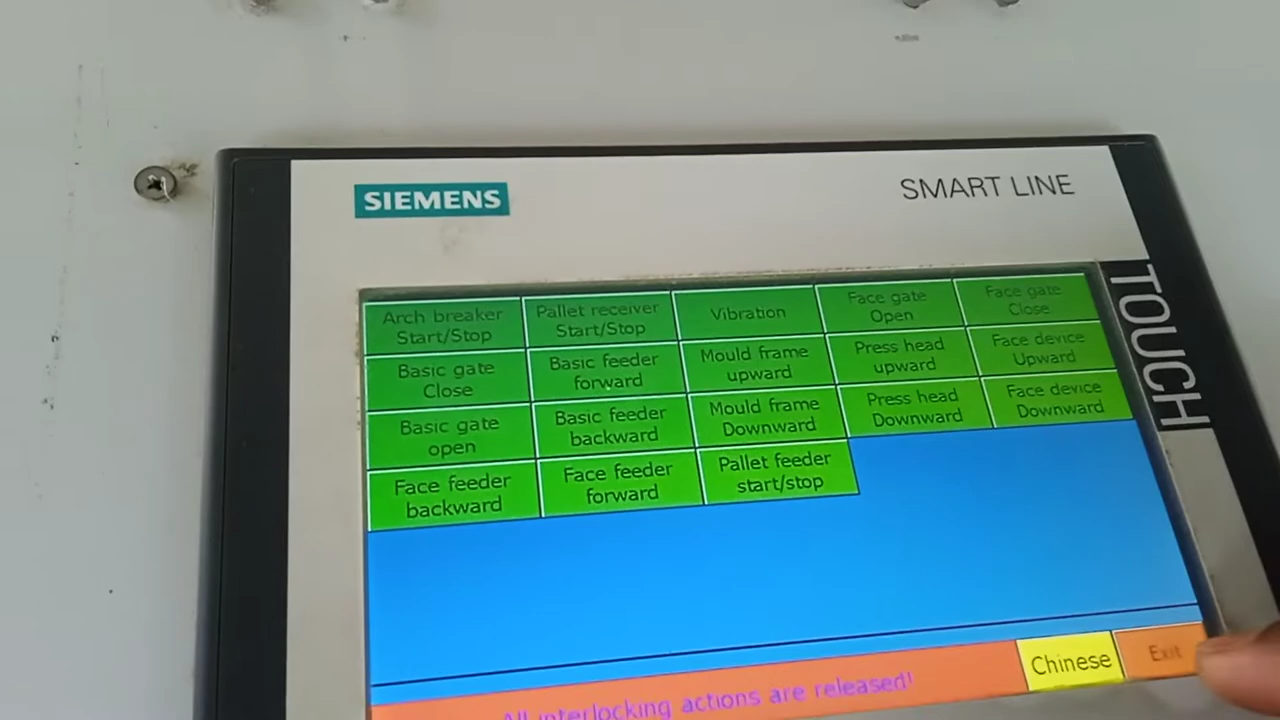 SIEMENS
SMART LINE
TOUCH
Arch breaker
Start/Stop
Pallet receiver
Start/Stop
Vibration
Face gate
Open
Face gate
Close
Basic gate
Close
Basic feeder
forward
Mould frame
upward
Press head
upward
Face device
Upward
Basic gate
open
Basic feeder
backward
Mould frame
Downward
Press head
Downward
Face device
Downward
Face feeder
backward
Face feeder
forward
Pallet feeder
start/stop
All interlocking actions are released!
Chinese
Exit